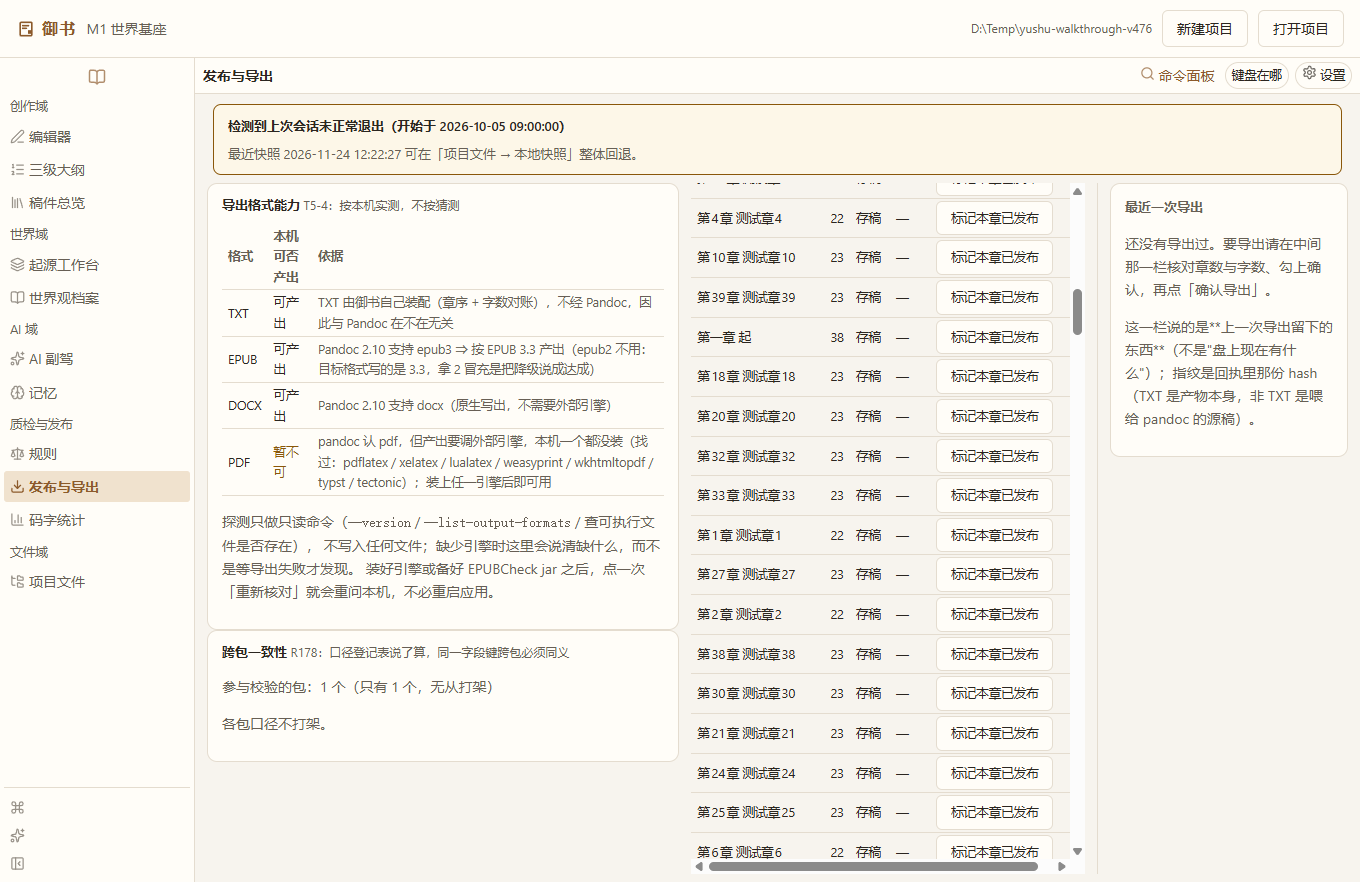 御书 M1 世界基座
D:\Temp\yushu-walkthrough-v476 新建项目 打开项目
创作域
编辑器
三级大纲
稿件总览
世界域
起源工作台
世界观档案
AI 域
AI 副驾
记忆
质检与发布
规则
发布与导出
码字统计
文件域
项目文件
发布与导出
命令面板 键盘在哪 设置
检测到上次会话未正常退出（开始于 2026-10-05 09:00:00）
最近快照 2026-11-24 12:22:27 可在「项目文件 → 本地快照」整体回退。
导出格式能力 T5-4：按本机实测，不按猜测
格式 本机可否产出 依据
TXT 可产出 TXT 由御书自己装配（章序 + 字数对账），不经 Pandoc，因
此与 Pandoc 在不在无关
EPUB 可产出 Pandoc 2.10 支持 epub3 ⇒ 按 EPUB 3.3 产出（epub2 不用：
目标格式写的是 3.3，拿 2 冒充是把降级说成达成）
DOCX 可产出 Pandoc 2.10 支持 docx（原生写出，不需要外部引擎）
PDF 暂不可 pandoc 认 pdf，但产出要调外部引擎，本机一个都没装（找
过：pdflatex / xelatex / lualatex / weasyprint / wkhtmltopdf /
typst / tectonic）；装上任一引擎后即可用
探测只做只读命令（—version / —list-output-formats / 查可执行文
件是否存在），不写入任何文件；缺少引擎时这里会说清缺什么，而不
是等导出失败才发现。 装好引擎或备好 EPUBCheck jar 之后，点一次
「重新核对」就会重问本机，不必重启应用。
跨包一致性 R178：口径登记表说了算，同一字段键跨包必须同义
参与校验的包：1 个（只有 1 个，无从打架）
各包口径不打架。
第4章 测试章4 22 存稿 — 标记本章已发布
第10章 测试章10 23 存稿 — 标记本章已发布
第39章 测试章39 23 存稿 — 标记本章已发布
第一章 起 38 存稿 — 标记本章已发布
第18章 测试章18 23 存稿 — 标记本章已发布
第20章 测试章20 23 存稿 — 标记本章已发布
第32章 测试章32 23 存稿 — 标记本章已发布
第33章 测试章33 23 存稿 — 标记本章已发布
第1章 测试章1 22 存稿 — 标记本章已发布
第27章 测试章27 23 存稿 — 标记本章已发布
第2章 测试章2 22 存稿 — 标记本章已发布
第38章 测试章38 23 存稿 — 标记本章已发布
第30章 测试章30 23 存稿 — 标记本章已发布
第21章 测试章21 23 存稿 — 标记本章已发布
第24章 测试章24 23 存稿 — 标记本章已发布
第25章 测试章25 23 存稿 — 标记本章已发布
第6章 测试章6 22 存稿 — 标记本章已发布
最近一次导出
还没有导出过。要导出请在中间
那一栏核对章数与字数、勾上确
认，再点「确认导出」。
这一栏说的是**上一次导出留下的
东西**（不是"盘上现在有什
么"）；指纹是回执里那份 hash
（TXT 是产物本身，非 TXT 是喂
给 pandoc 的源稿）。